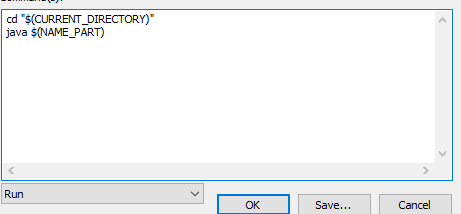 cd "$(CURRENT_DIRECTORY)"
java $(NAME_PART)
Run
OK
Save...
Cancel